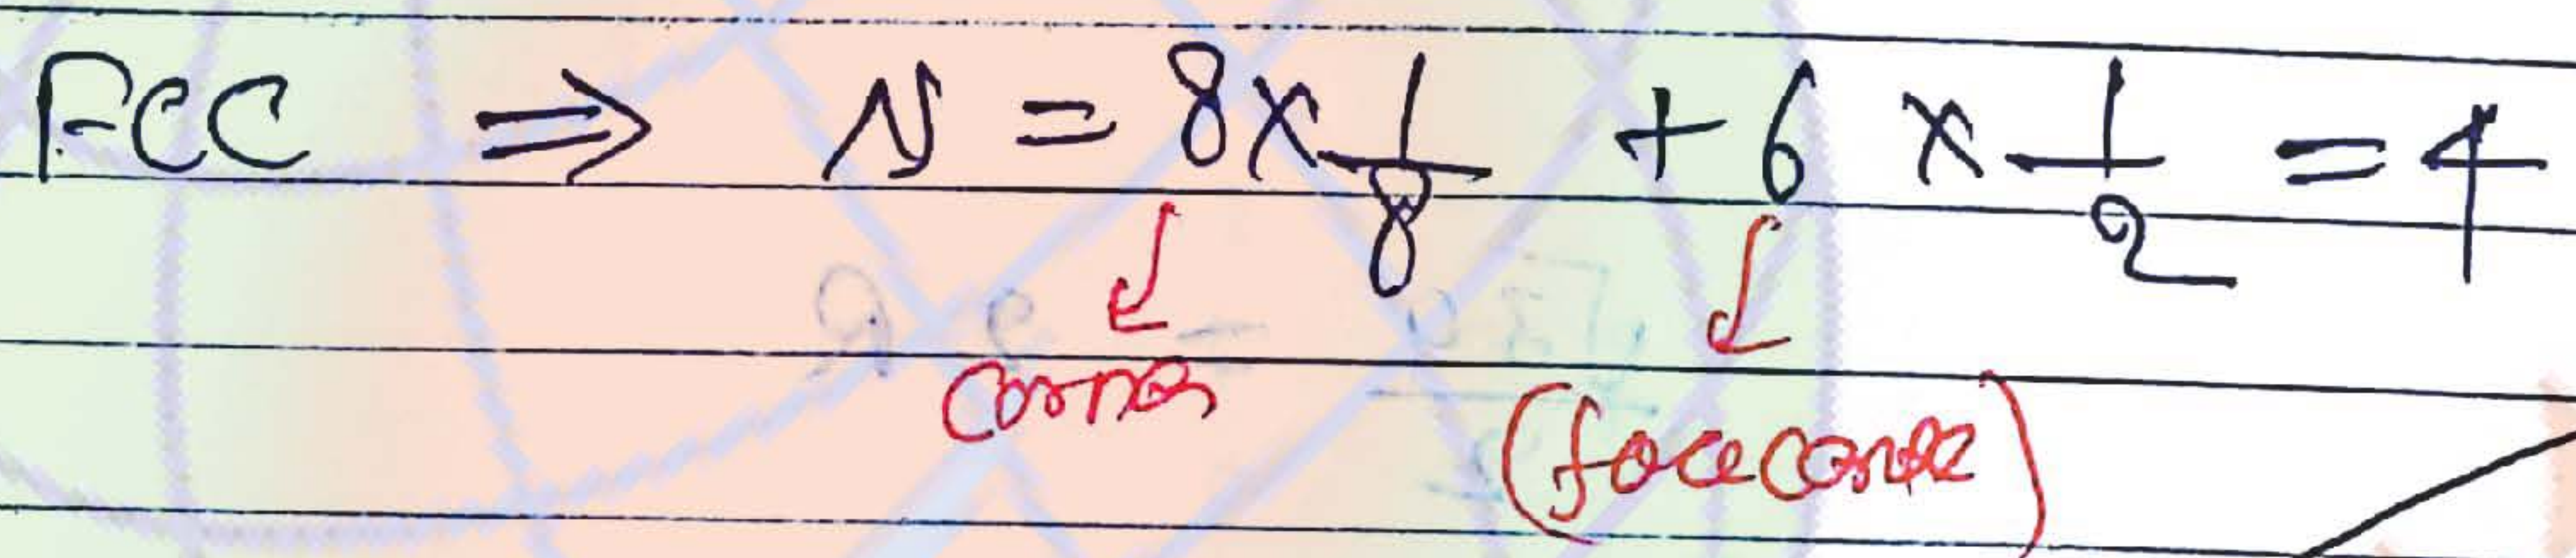 FCC ⇒ N = 8 × 1/8 + 6 × 1/2 = 4
↓ ↓
corner
(face centre)